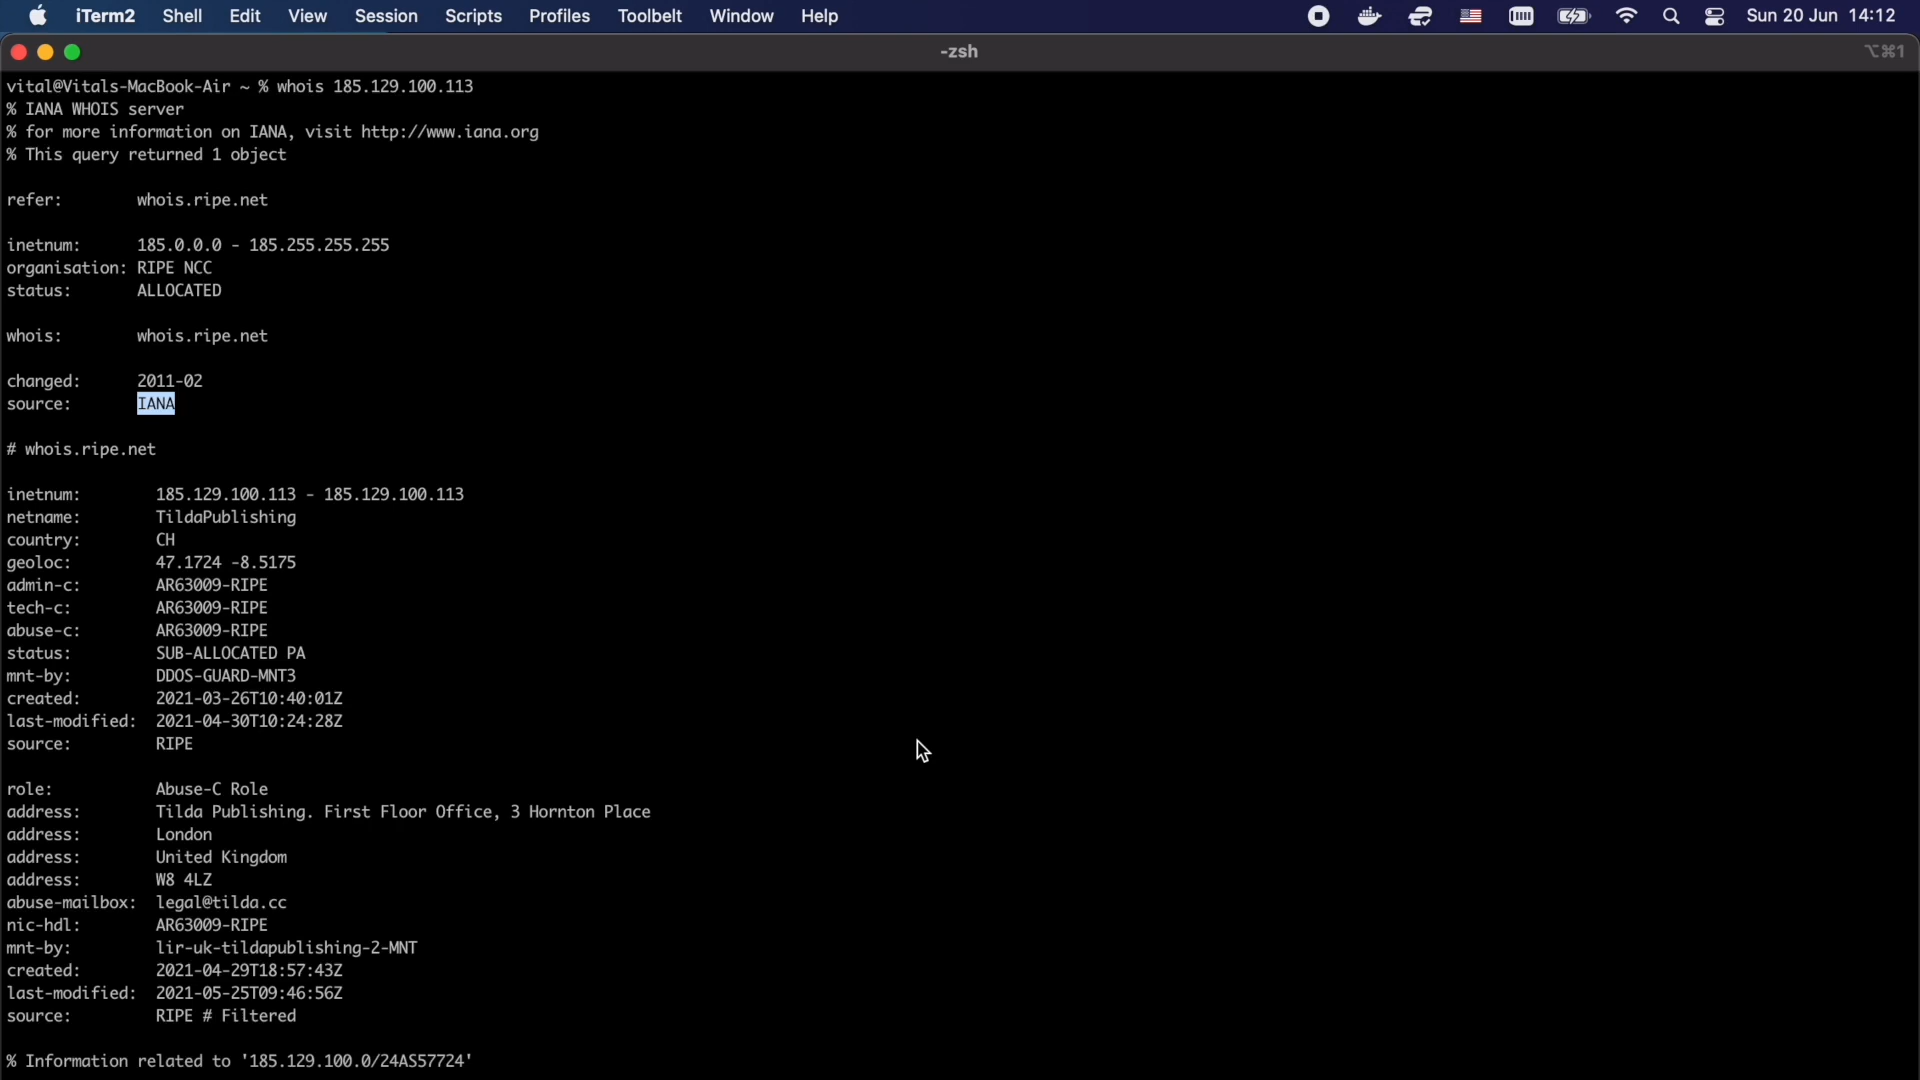 iTerm2 Shell Edit View Session Scripts Profiles Toolbelt Window Help Sun 20 Jun 14:12
-zsh ⌥⌘1
vital@Vitals-MacBook-Air ~ % whois 185.129.100.113
% IANA WHOIS server
% for more information on IANA, visit http://www.iana.org
% This query returned 1 object
refer: whois.ripe.net
inetnum: 185.0.0.0 - 185.255.255.255
organisation: RIPE NCC
status: ALLOCATED
whois: whois.ripe.net
changed: 2011-02
source: IANA
# whois.ripe.net
inetnum: 185.129.100.113 - 185.129.100.113
netname: TildaPublishing
country: CH
geoloc: 47.1724 -8.5175
admin-c: AR63009-RIPE
tech-c: AR63009-RIPE
abuse-c: AR63009-RIPE
status: SUB-ALLOCATED PA
mnt-by: DDOS-GUARD-MNT3
created: 2021-03-26T10:40:01Z
last-modified: 2021-04-30T10:24:28Z
source: RIPE
role: Abuse-C Role
address: Tilda Publishing. First Floor Office, 3 Hornton Place
address: London
address: United Kingdom
address: W8 4LZ
abuse-mailbox: legal@tilda.cc
nic-hdl: AR63009-RIPE
mnt-by: lir-uk-tildapublishing-2-MNT
created: 2021-04-29T18:57:43Z
last-modified: 2021-05-25T09:46:56Z
source: RIPE # Filtered
% Information related to '185.129.100.0/24AS57724'